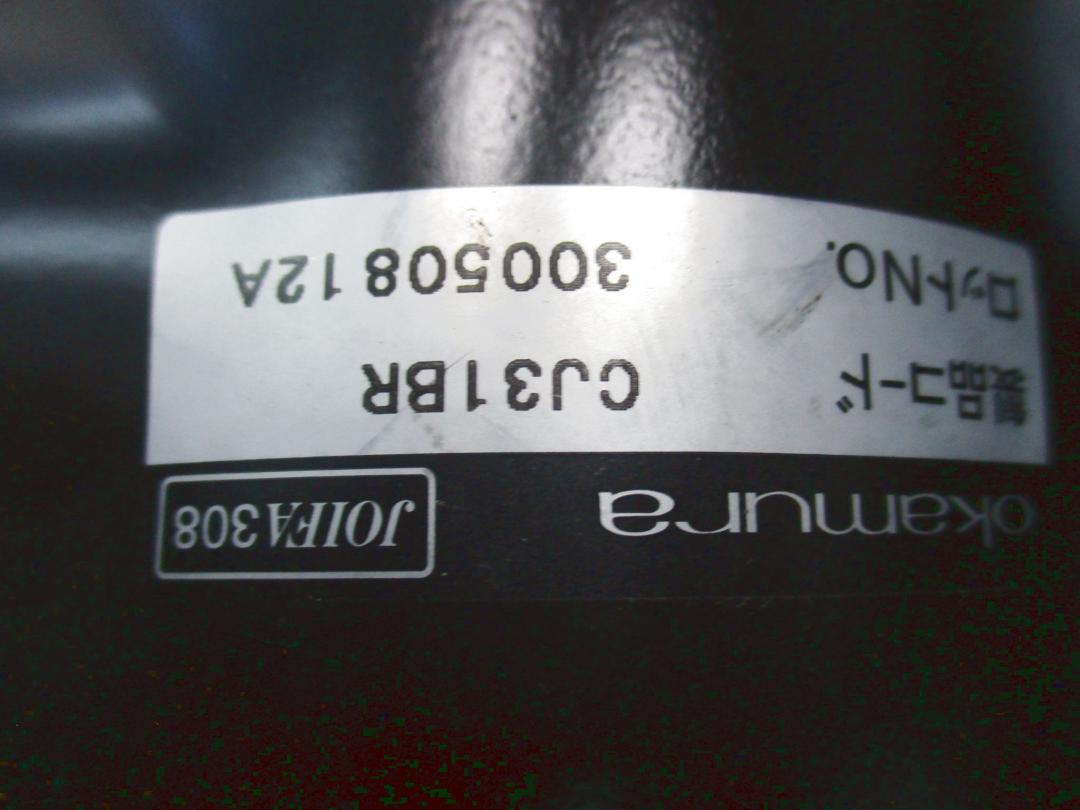 okamura JOIFA308
製品コード CJ31BR
ロットNo. 300508 12A